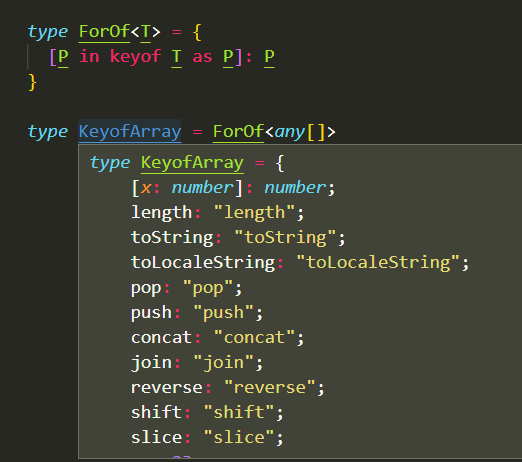 type ForOf<T> = {
[P in keyof T as P]: P
}
type KeyofArray = ForOf<any[]>
type KeyofArray = {
[x: number]: number;
length: "length";
toString: "toString";
toLocaleString: "toLocaleString";
pop: "pop";
push: "push";
concat: "concat";
join: "join";
reverse: "reverse";
shift: "shift";
slice: "slice";